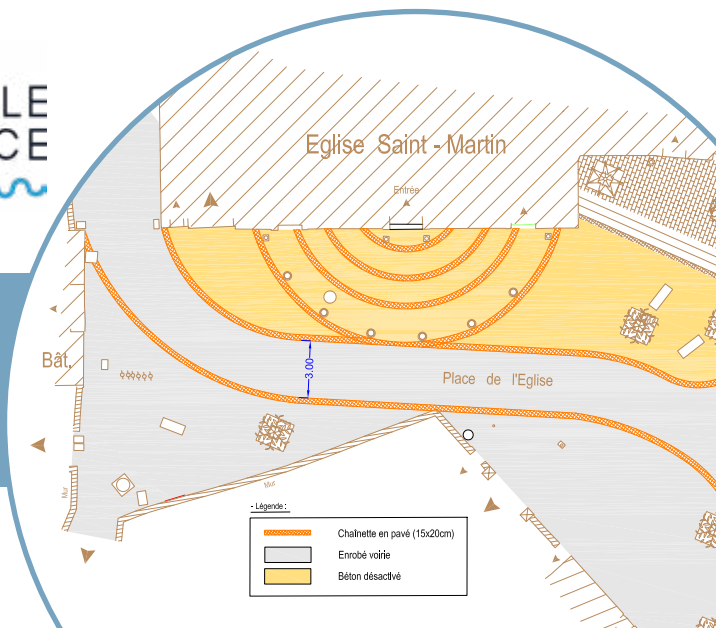 LE
CE
Eglise Saint - Martin
Entrée
Bât.
3.00
Place de l'Eglise
Mur
Mur
- Légende :
Chaînette en pavé (15x20cm)
Enrobé voirie
Béton désactivé